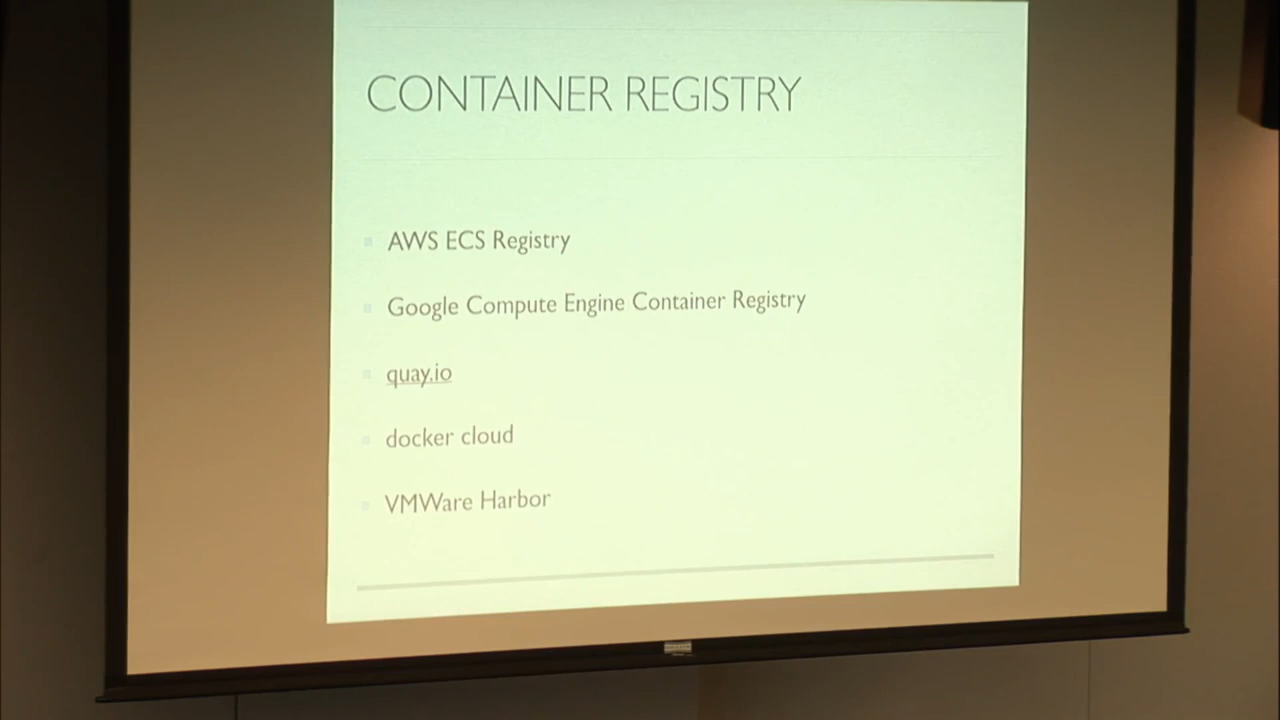 CONTAINER REGISTRY
AWS ECS Registry
Google Compute Engine Container Registry
quay.io
docker cloud
VMWare Harbor